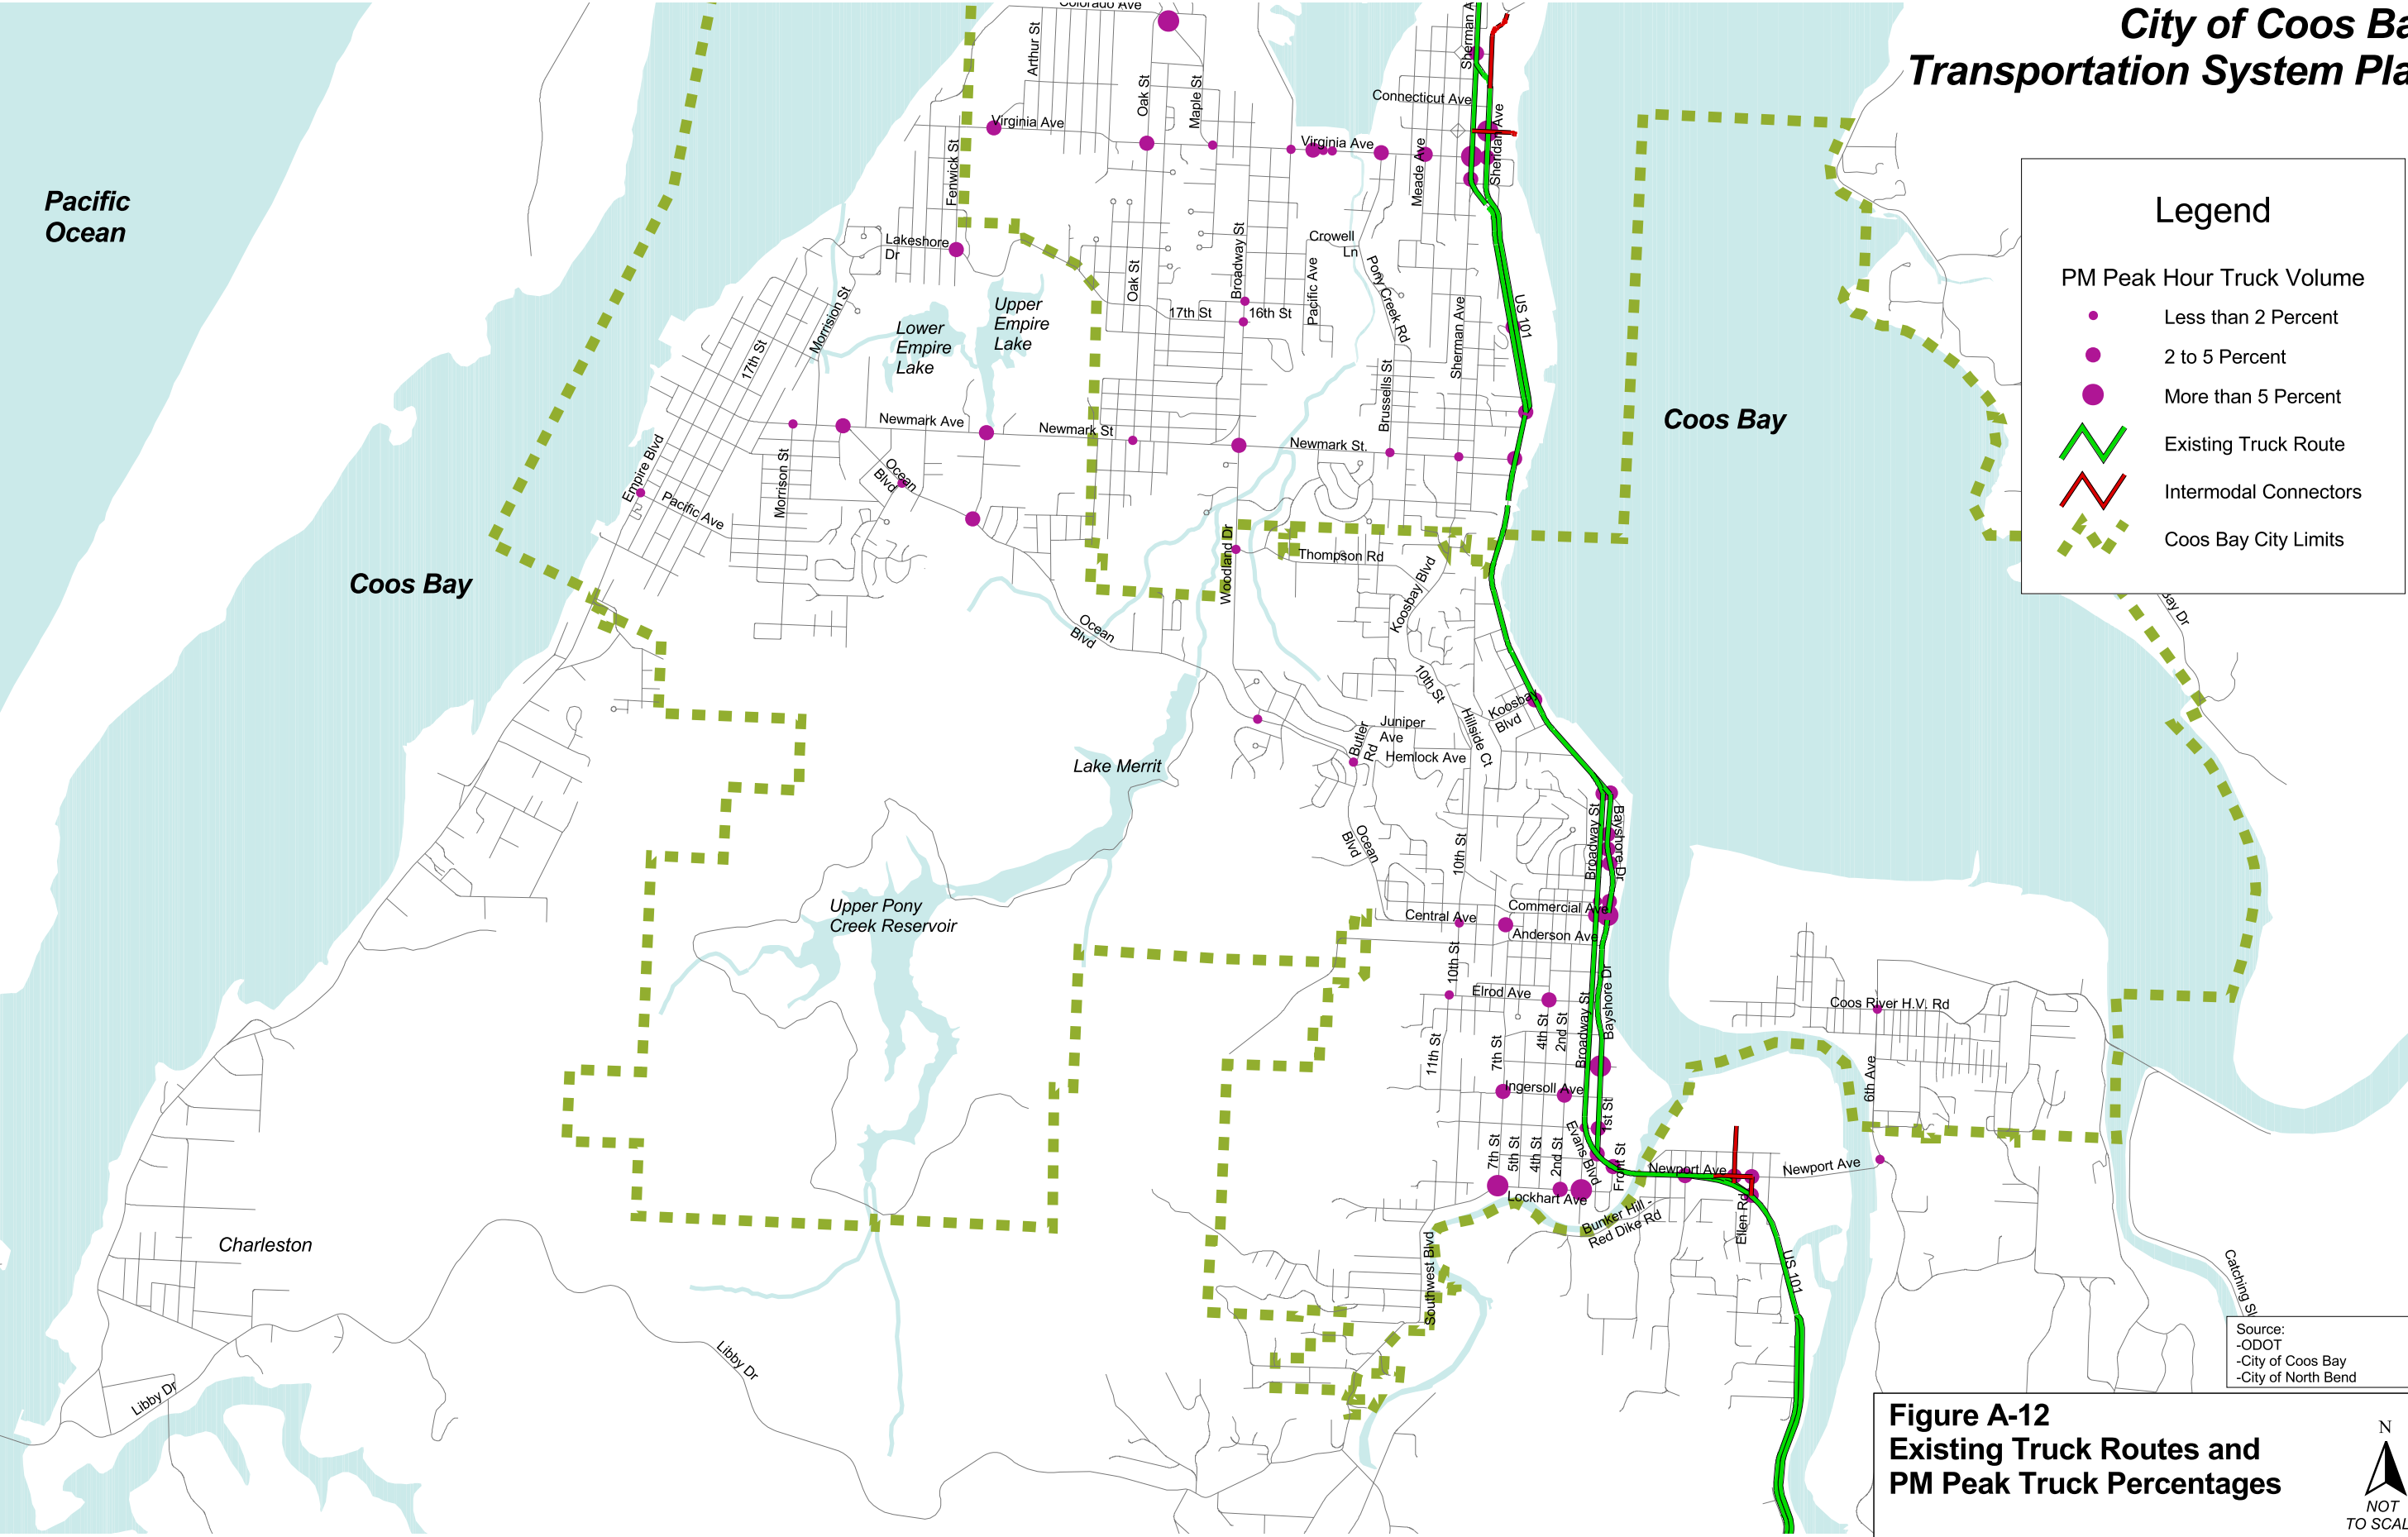 City of Coos Ba
Transportation System Pla
Colorado Ave
Sherman A
Arthur St
Oak St
Maple St
Connecticut Ave
Virginia Ave
Virginia Ave
Sheridan Ave
Meade Ave
Fenwick St
Pacific
Ocean
Legend
PM Peak Hour Truck Volume
Less than 2 Percent
2 to 5 Percent
More than 5 Percent
Existing Truck Route
Intermodal Connectors
Coos Bay City Limits
Lakeshore
Dr
Broadway St
Crowell
Ln
Oak St
Pacific Ave
Pony Creek Rd
Morrision St
Upper
Empire
Lake
Lower
Empire
Lake
17th St
16th St
US 101
Sherman Ave
17th St
Brussells St
Coos Bay
Newmark Ave
Newmark St
Newmark St.
Empire Blvd
Pacific Ave
Morrison St
Ocean
Blvd
Woodland Dr
Thompson Rd
Koosbay Blvd
Coos Bay
Bay Dr
Ocean
Blvd
10th St
Koosbay
Blvd
Hillside Ct
Juniper
Ave
Butler
Rd
Hemlock Ave
Lake Merrit
Broadway St
Bayshore Dr
Ocean
Blvd
10th St
Upper Pony
Creek Reservoir
Commercial Ave
Central Ave
Anderson Ave
10th St
Elrod Ave
Broadway St
Bayshore Dr
Coos River H.V. Rd
4th St
2nd St
11th St
7th St
6th Ave
Ingersoll Ave
1st St
Evans Blvd
7th St
5th St
4th St
2nd St
Front St
Newport Ave
Newport Ave
Lockhart Ave
Bunker Hill -
Red Dike Rd
Ellen Rd
Southwest Blvd
US 101
Charleston
Catching Sl
Libby Dr
Libby Dr
Source:
-ODOT
-City of Coos Bay
-City of North Bend
Figure A-12
Existing Truck Routes and
PM Peak Truck Percentages
N
NOT
TO SCAL